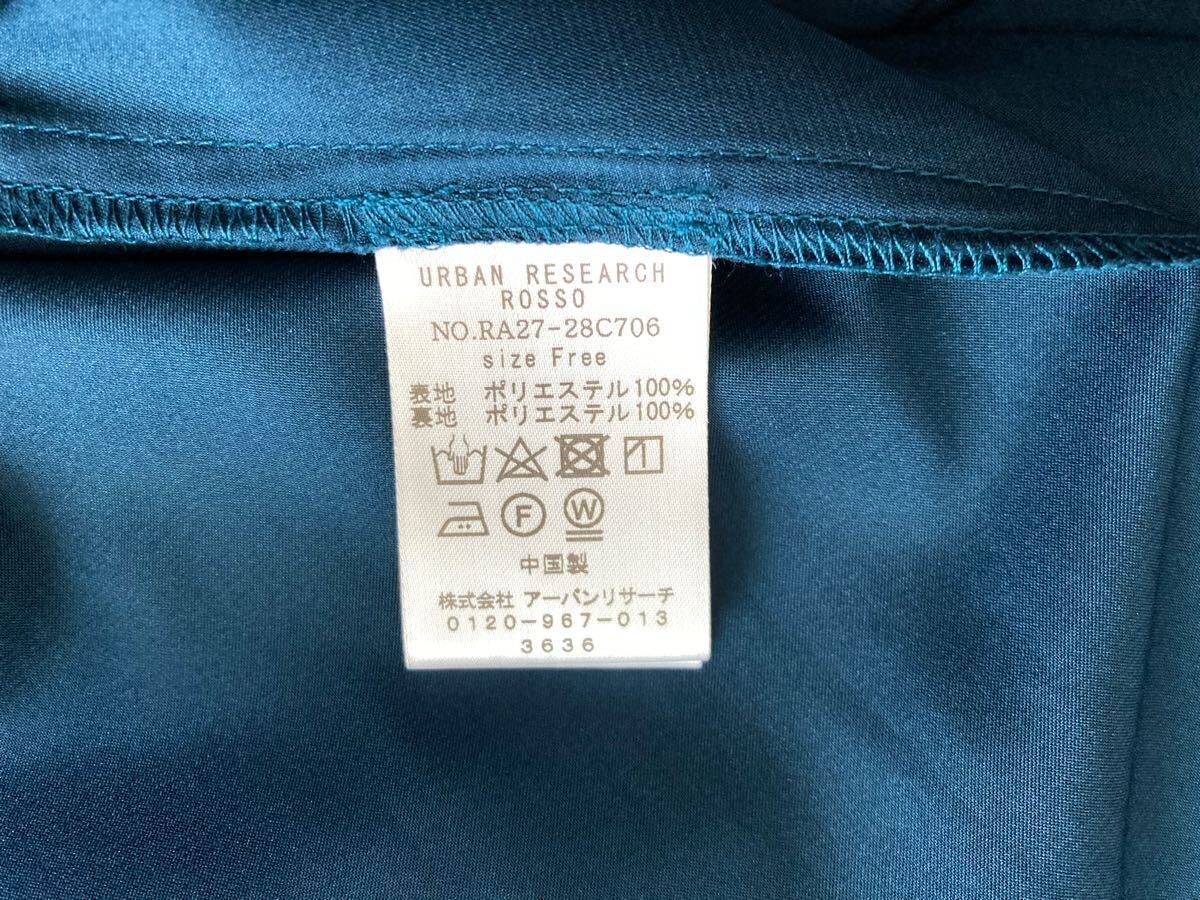 URBAN RESEARCH
ROSSO
NO.RA27-28C706
size Free
表地 ポリエステル100%
裏地 ポリエステル100%
F W
中国製
株式会社 アーバンリサーチ
0120-967-013
3636